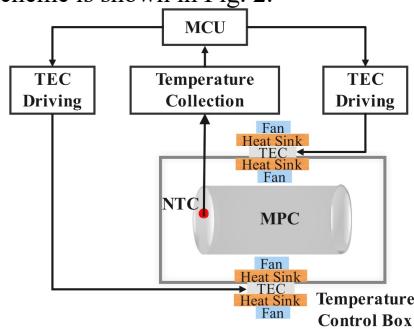 scheme is shown in Fig. 2.
MCU
TEC
Driving
Temperature
Collection
TEC
Driving
Fan
Heat Sink
TEC
Heat Sink
Fan
NTC
MPC
Fan
Heat Sink
TEC
Heat Sink
Fan
Temperature
Control Box